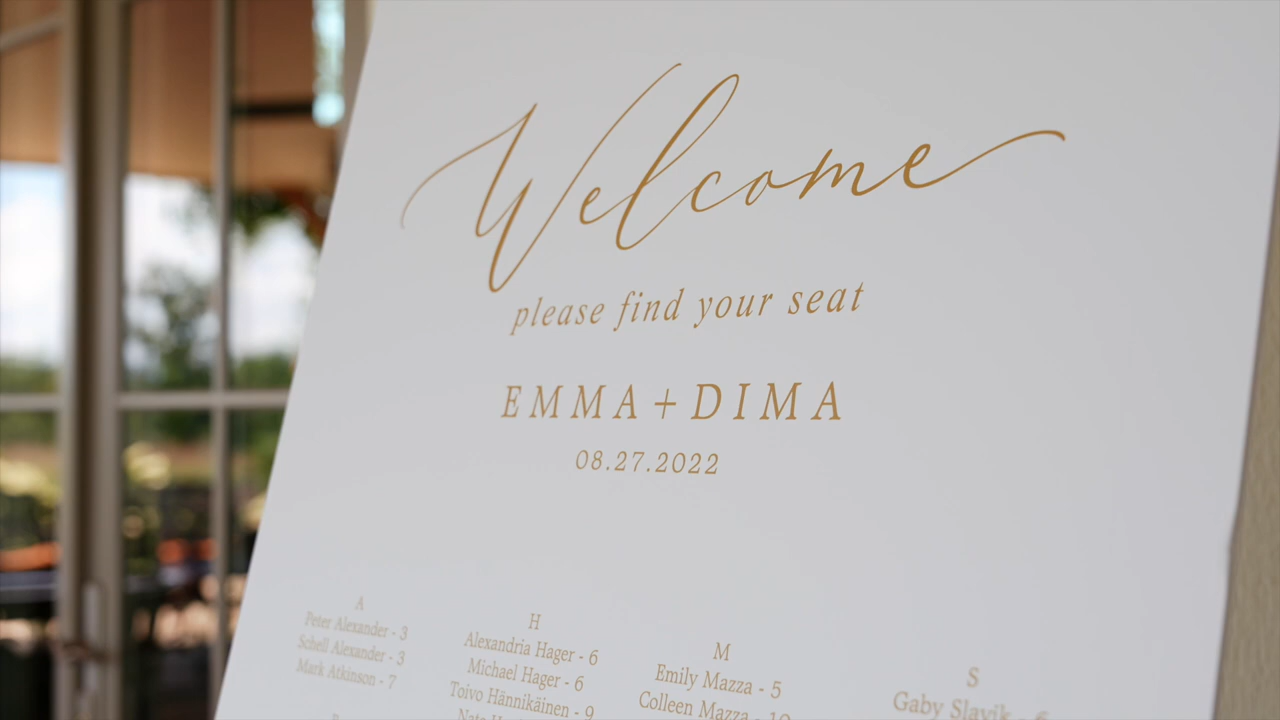 Welcome
please find your seat
EMMA + DIMA
08.27.2022
A
Peter Alexander - 3
Schell Alexander - 3
Mark Atkinson - 7
H
Alexandria Hager - 6
Michael Hager - 6
Toivo Hännikäinen - 9
M
Emily Mazza - 5
Colleen Mazza - 10
S
Gaby Slavik - 6